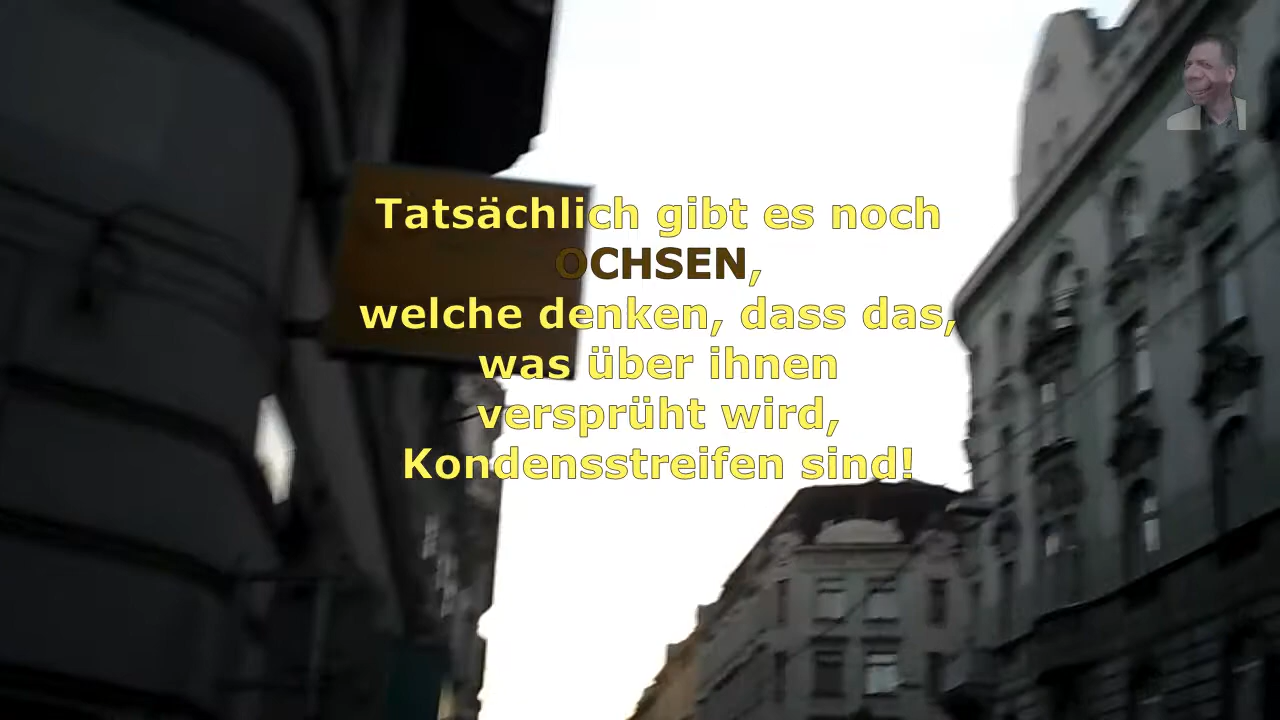 Tatsächlich gibt es noch
OCHSEN,
welche denken, dass das,
was über ihnen
versprüht wird,
Kondensstreifen sind!